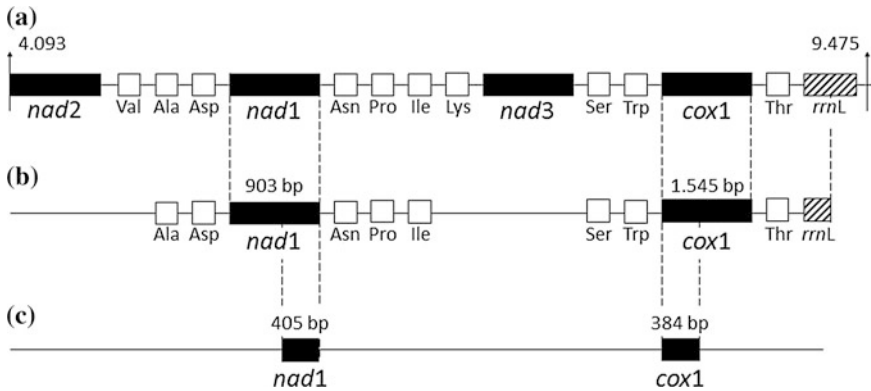 (a)
4.093 9.475
Val Ala Asp Asn Pro Ile Lys Ser Trp Thr rrnL
nad2 nad1 nad3 cox1
(b)
903 bp 1.545 bp
Ala Asp Asn Pro Ile Ser Trp Thr rrnL
nad1 cox1
(c)
405 bp 384 bp
nad1 cox1